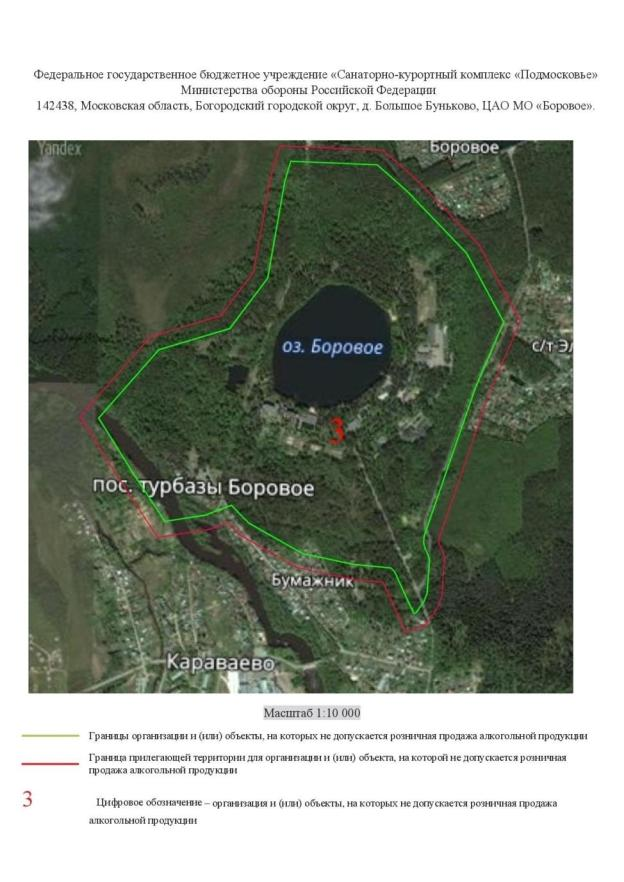 Федеральное государственное бюджетное учреждение «Санаторно-курортный комплекс «Подмосковье»
Министерства обороны Российской Федерации
142438, Московская область, Богородский городской округ, д. Большое Буньково, ЦАО МО «Боровое».
Yandex
Боровое
оз. Боровое
с/т Эл
3
пос. турбазы Боровое
Бумажник
Караваево
Масштаб 1:10 000
Границы организации и (или) объекты, на которых не допускается розничная продажа алкогольной продукции
Граница прилегающей территории для организации и (или) объекта, на которой не допускается розничная
продажа алкогольной продукции
3
Цифровое обозначение – организация и (или) объекты, на которых не допускается розничная продажа
алкогольной продукции